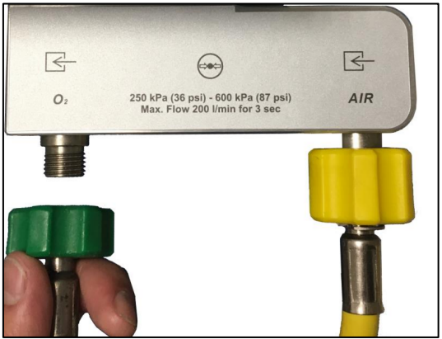 O₂
250 kPa (36 psi) - 600 kPa (87 psi)
Max. Flow 200 l/min for 3 sec
AIR